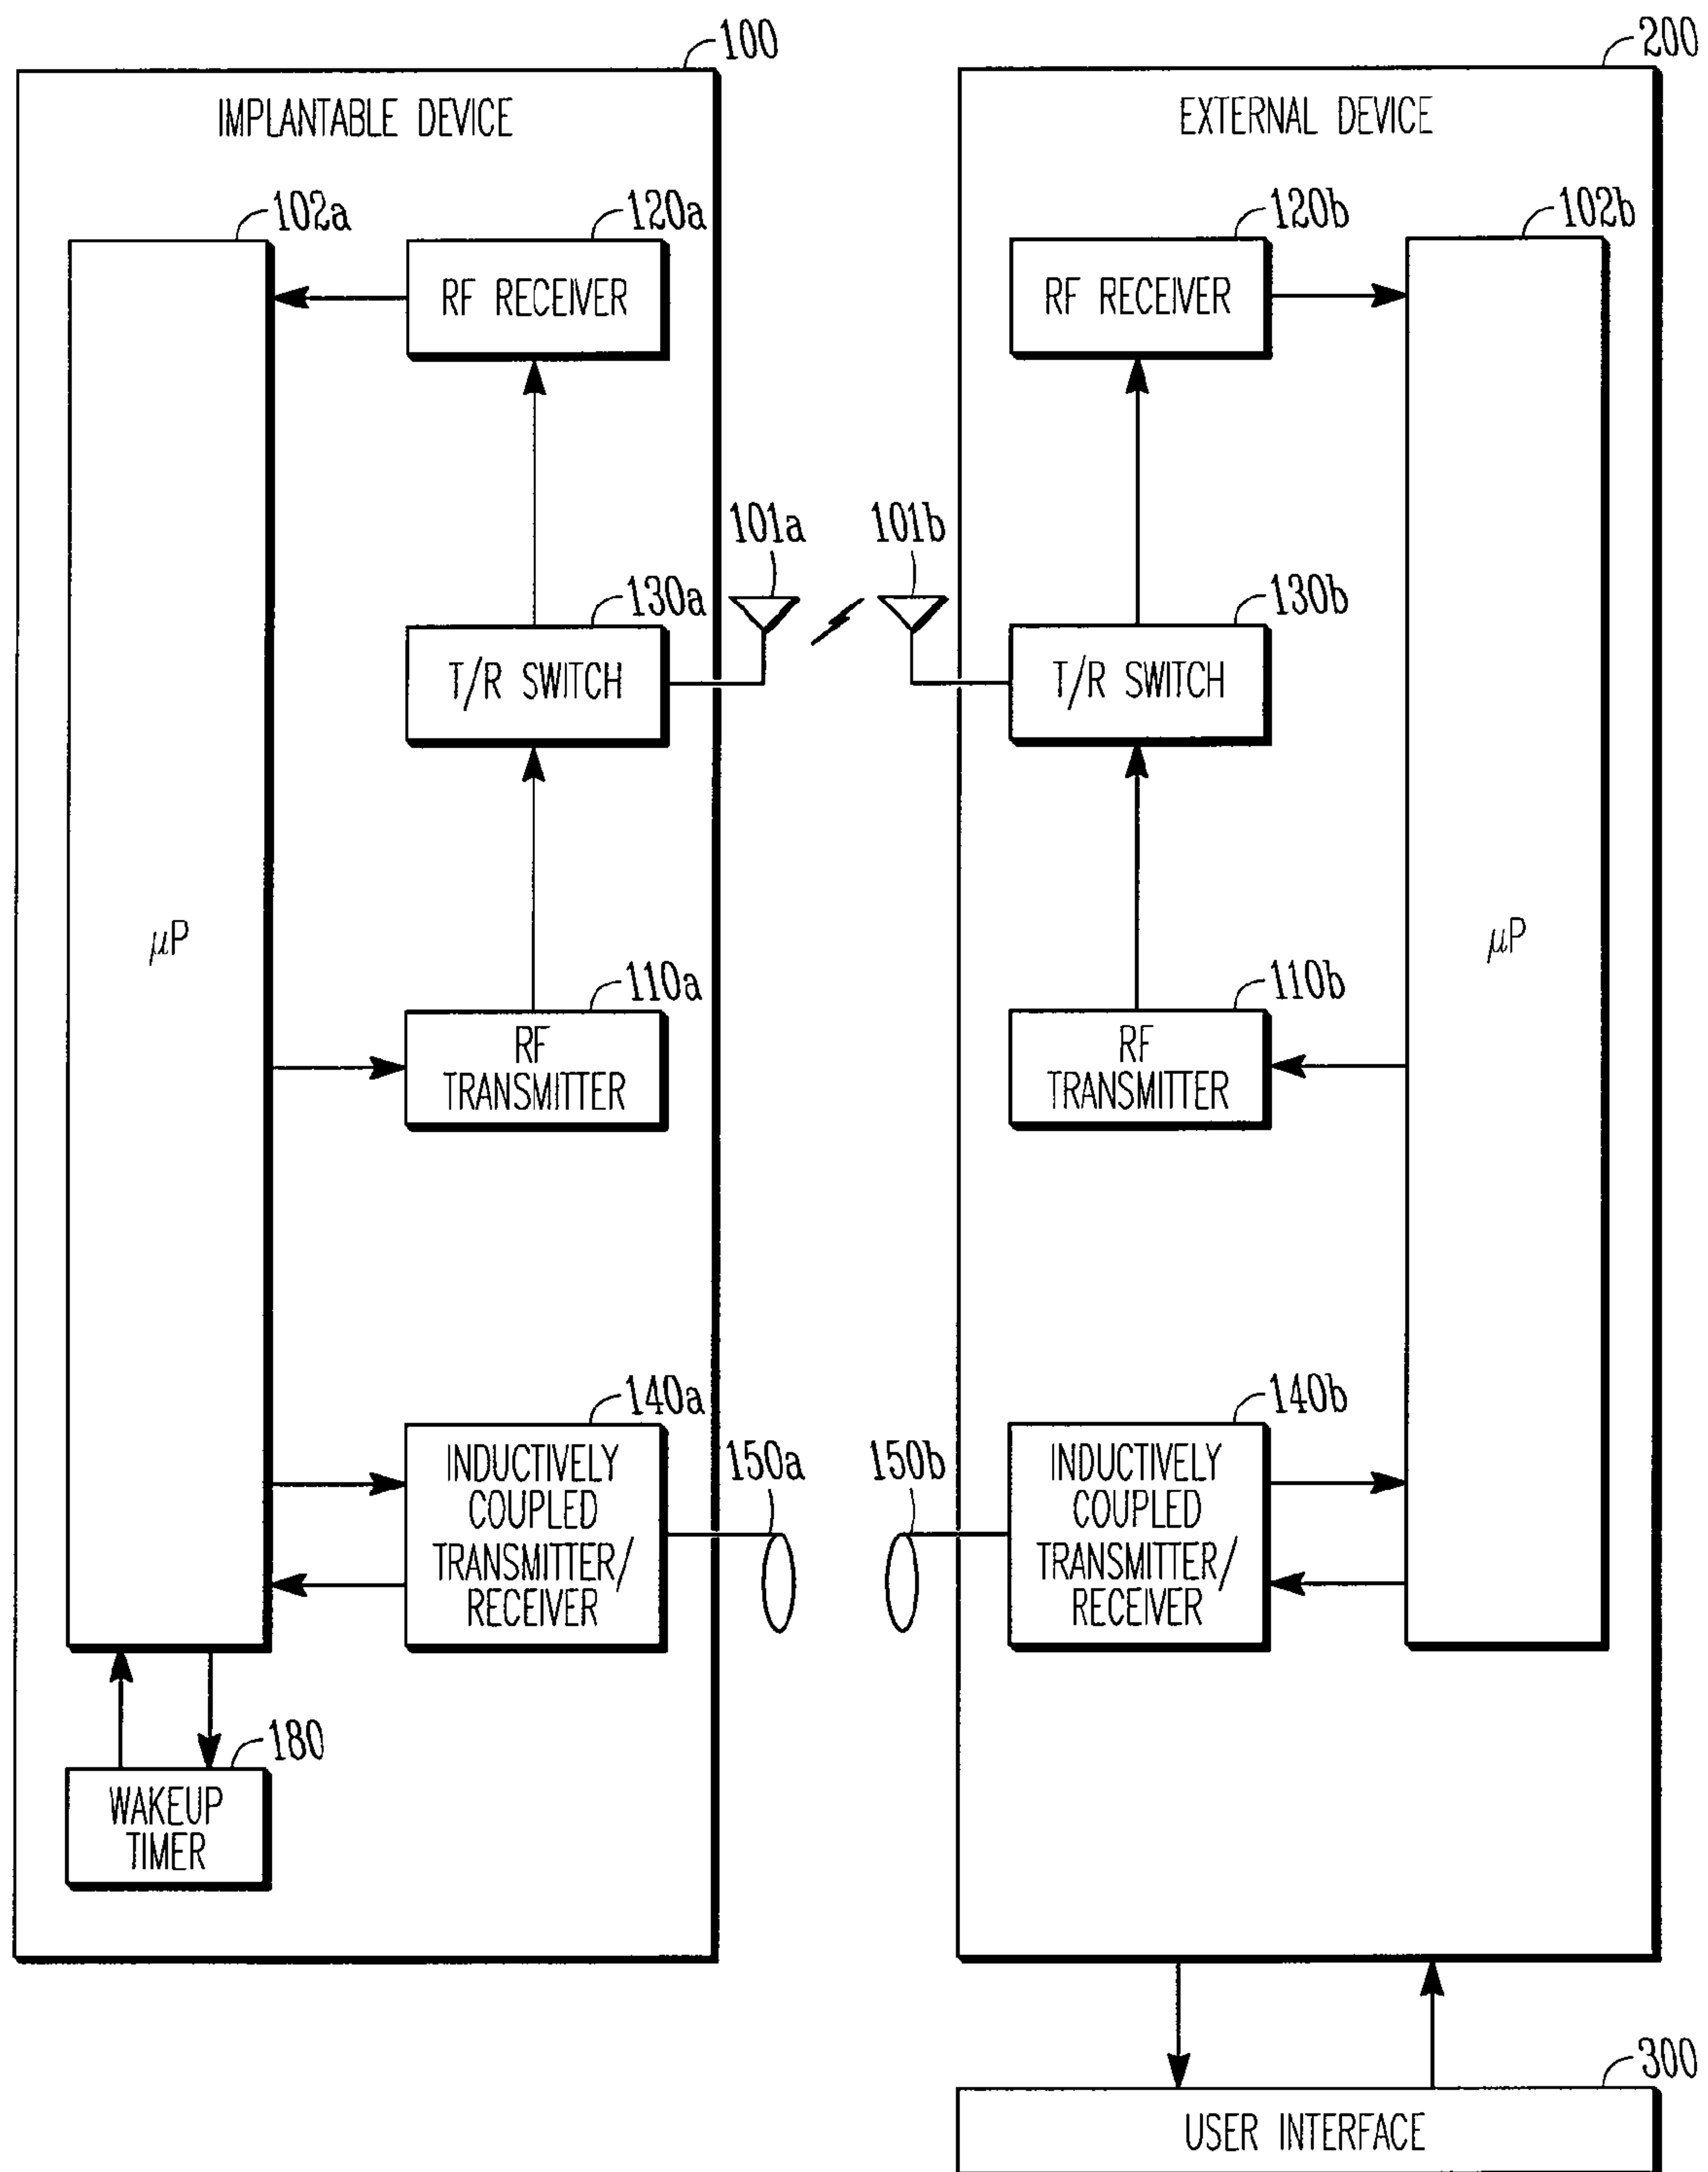 100
200
IMPLANTABLE DEVICE
EXTERNAL DEVICE
102a
120a
120b
102b
RF RECEIVER
RF RECEIVER
101a
101b
130a
130b
T/R SWITCH
T/R SWITCH
μP
μP
110a
110b
RF
TRANSMITTER
RF
TRANSMITTER
140a
140b
150a
150b
INDUCTIVELY
COUPLED
TRANSMITTER/
RECEIVER
INDUCTIVELY
COUPLED
TRANSMITTER/
RECEIVER
180
WAKEUP
TIMER
300
USER INTERFACE